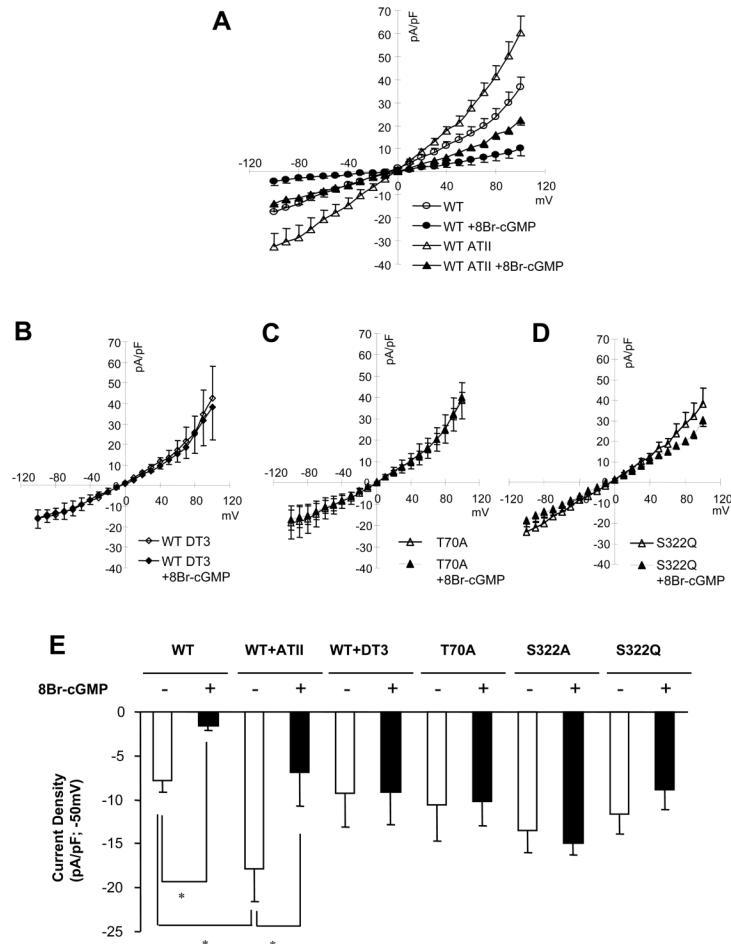 A
pA/pF
70
60
50
40
30
20
10
-120 -80 -40 0 40 80 120
mV
-10
-20
-30
-40
WT
WT +8Br-cGMP
WT ATII
WT ATII +8Br-cGMP
B
pA/pF
70
60
50
40
30
20
10
-120 -80 -40 0 40 80 120
mV
-10
-20
-30
-40
WT DT3
WT DT3
+8Br-cGMP
C
pA/pF
70
60
50
40
30
20
10
-120 -80 -40 0 40 80 120
mV
-10
-20
-30
-40
T70A
T70A
+8Br-cGMP
D
pA/pF
70
60
50
40
30
20
10
-120 -80 -40 0 40 80 120
mV
-10
-20
-30
-40
S322Q
S322Q
+8Br-cGMP
E
WT WT+ATII WT+DT3 T70A S322A S322Q
8Br-cGMP - + - + - + - + - + - +
0
-5
-10
-15
-20
-25
Current Density
(pA/pF; -50mV)
*
* *